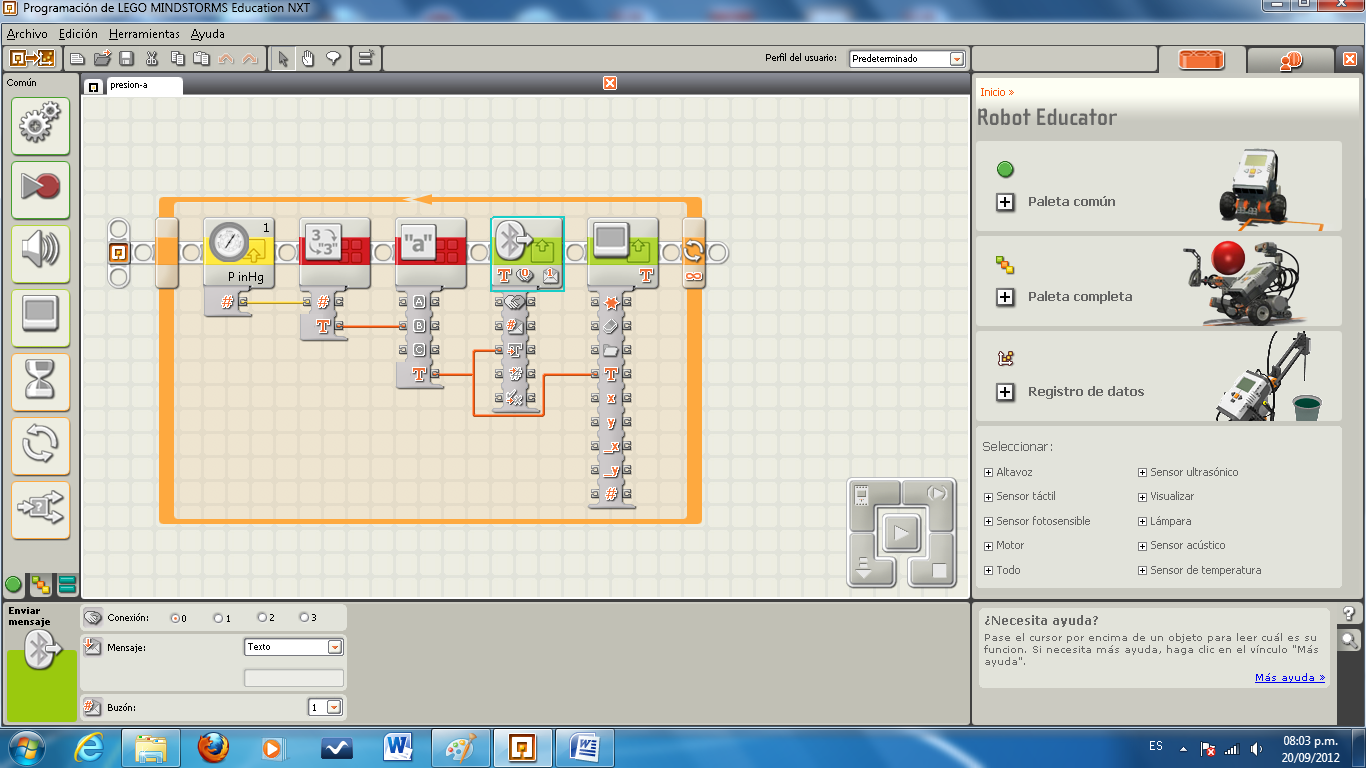 Programación de LEGO MINDSTORMS Education NXT
Archivo Edición Herramientas Ayuda
Perfil del usuario: Predeterminado
Común
presion-a
1
P inHg
3 "3"
"a"
T 0 1
T
#
#
T
A
B
C
T
#
T
#
T
x
y
x
y
#
Inicio »
Robot Educator
Paleta común
Paleta completa
Registro de datos
Seleccionar:
Altavoz Sensor ultrasónico
Sensor táctil Visualizar
Sensor fotosensible Lámpara
Motor Sensor acústico
Todo Sensor de temperatura
Enviar
mensaje
Conexión: 0 1 2 3
Mensaje: Texto
Buzón: 1
¿Necesita ayuda?
Pase el cursor por encima de un objeto para leer cuál es su
funcion. Si necesita más ayuda, haga clic en el vínculo "Más
ayuda".
Más ayuda »
ES
08:03 p.m.
20/09/2012